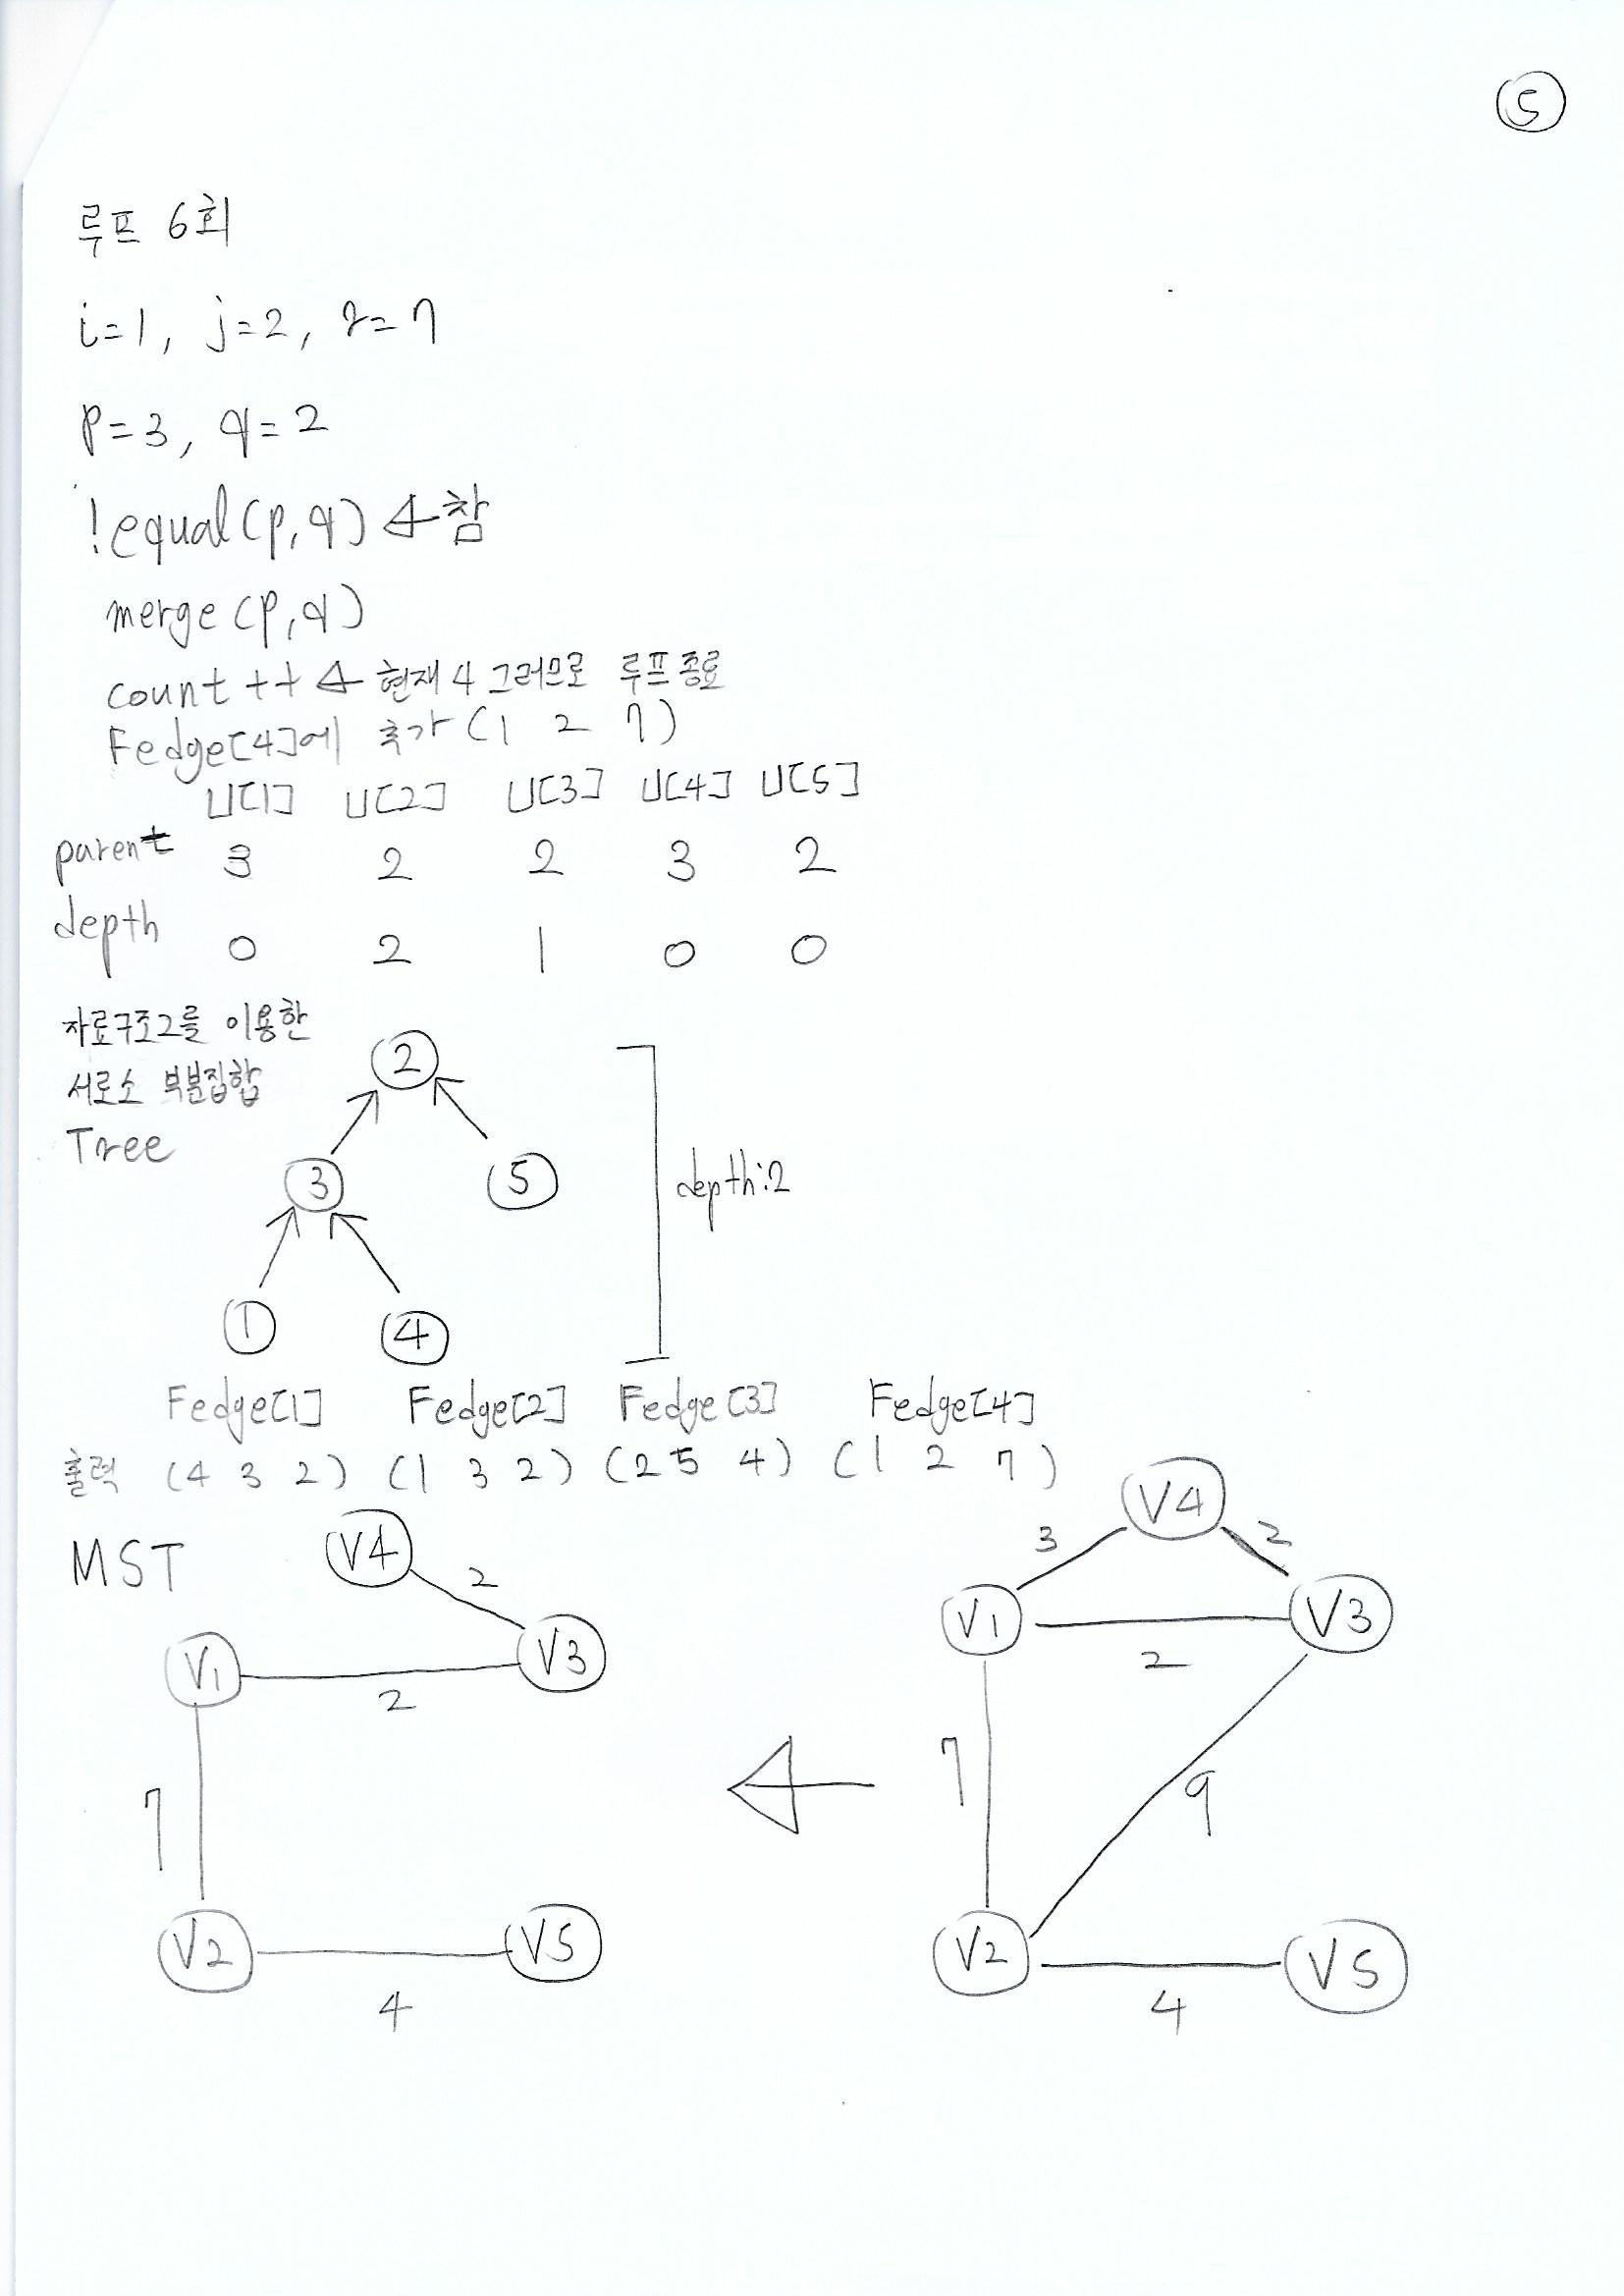 5
루프 6회
i=1, j=2, z=7
p=3, q=2
!equal(p,q) ← 참
merge(p,q)
count++ ← 현재 4 그러므로 루프 종료
Fedge[4]에 추가 (1 2 7)
U[1] U[2] U[3] U[4] U[5]
parent 3 2 2 3 2
depth 0 2 1 0 0
자료구조2를 이용한
서로소 부분집합
Tree
2
3 5
depth:2
1 4
Fedge[1] Fedge[2] Fedge[3] Fedge[4]
출력 (4 3 2) (1 3 2) (2 5 4) (1 2 7)
MST
V4
2
V1 V3
2
7
V2 V5
4
V4
3 2
V1 V3
2
7 9
V2 V5
4